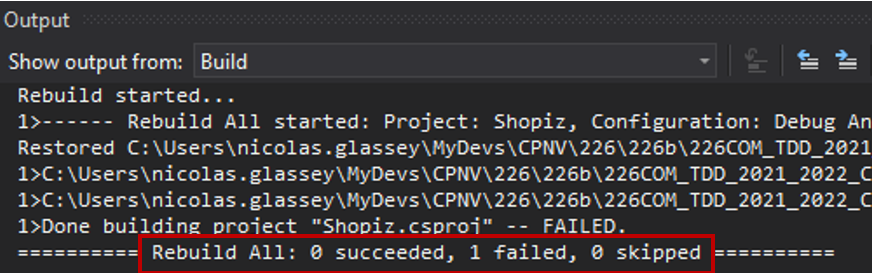 Output
Show output from: Build
Rebuild started...
1>------ Rebuild All started: Project: Shopiz, Configuration: Debug An
Restored C:\Users\nicolas.glassey\MyDevs\CPNV\226\226b\226COM_TDD_2021
1>C:\Users\nicolas.glassey\MyDevs\CPNV\226\226b\226COM_TDD_2021_2022_C
1>C:\Users\nicolas.glassey\MyDevs\CPNV\226\226b\226COM_TDD_2021_2022_C
1>Done building project "Shopiz.csproj" -- FAILED.
========== Rebuild All: 0 succeeded, 1 failed, 0 skipped ==========